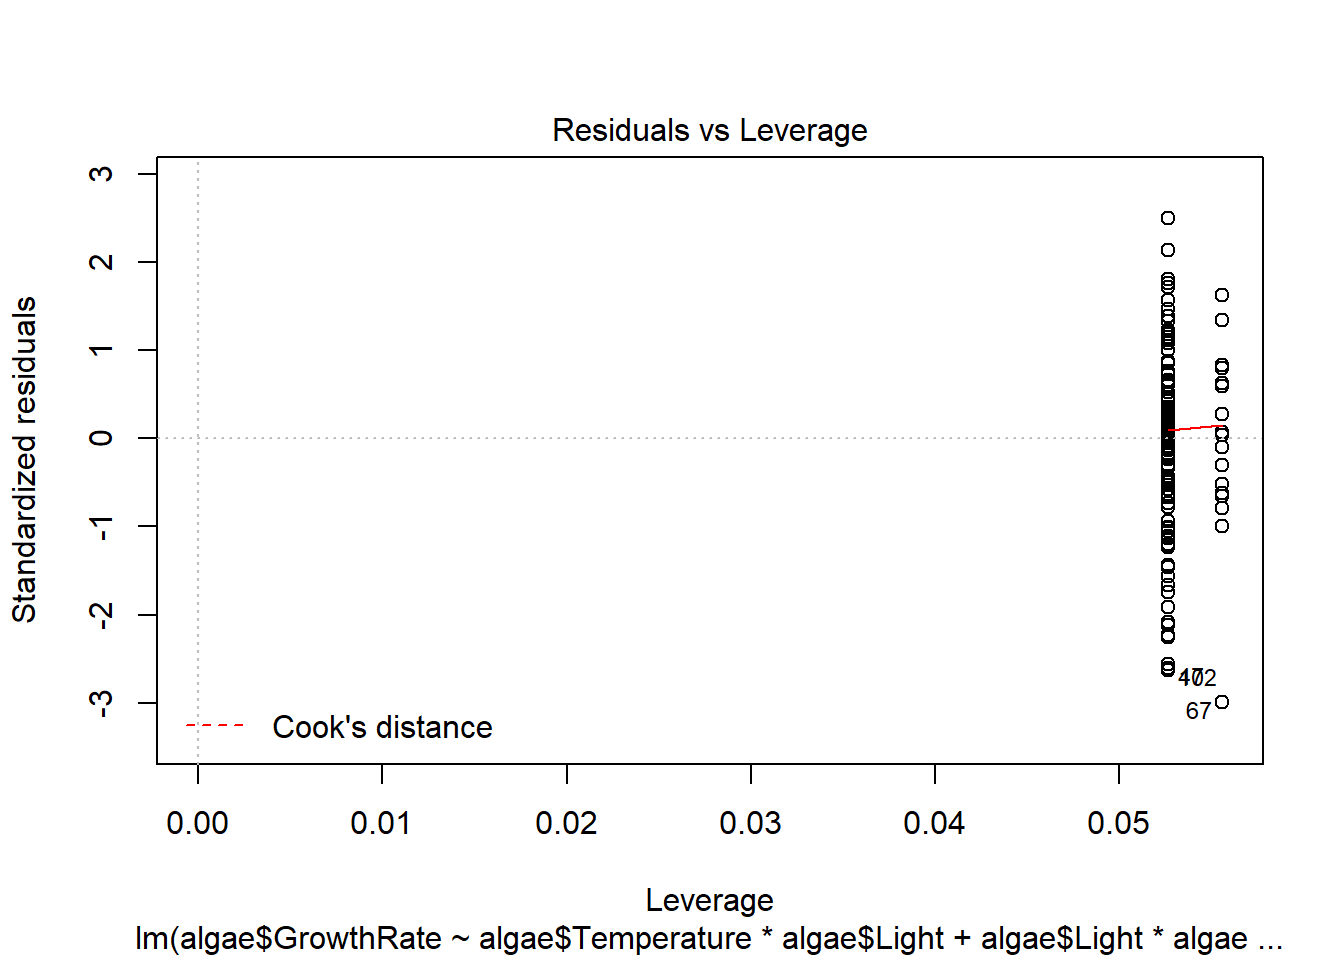 Residuals vs Leverage
3
2
1
0
-1
-2
-3
Standardized residuals
102
67
Cook's distance
0.00 0.01 0.02 0.03 0.04 0.05
Leverage
lm(algae$GrowthRate ~ algae$Temperature * algae$Light + algae$Light * algae ...